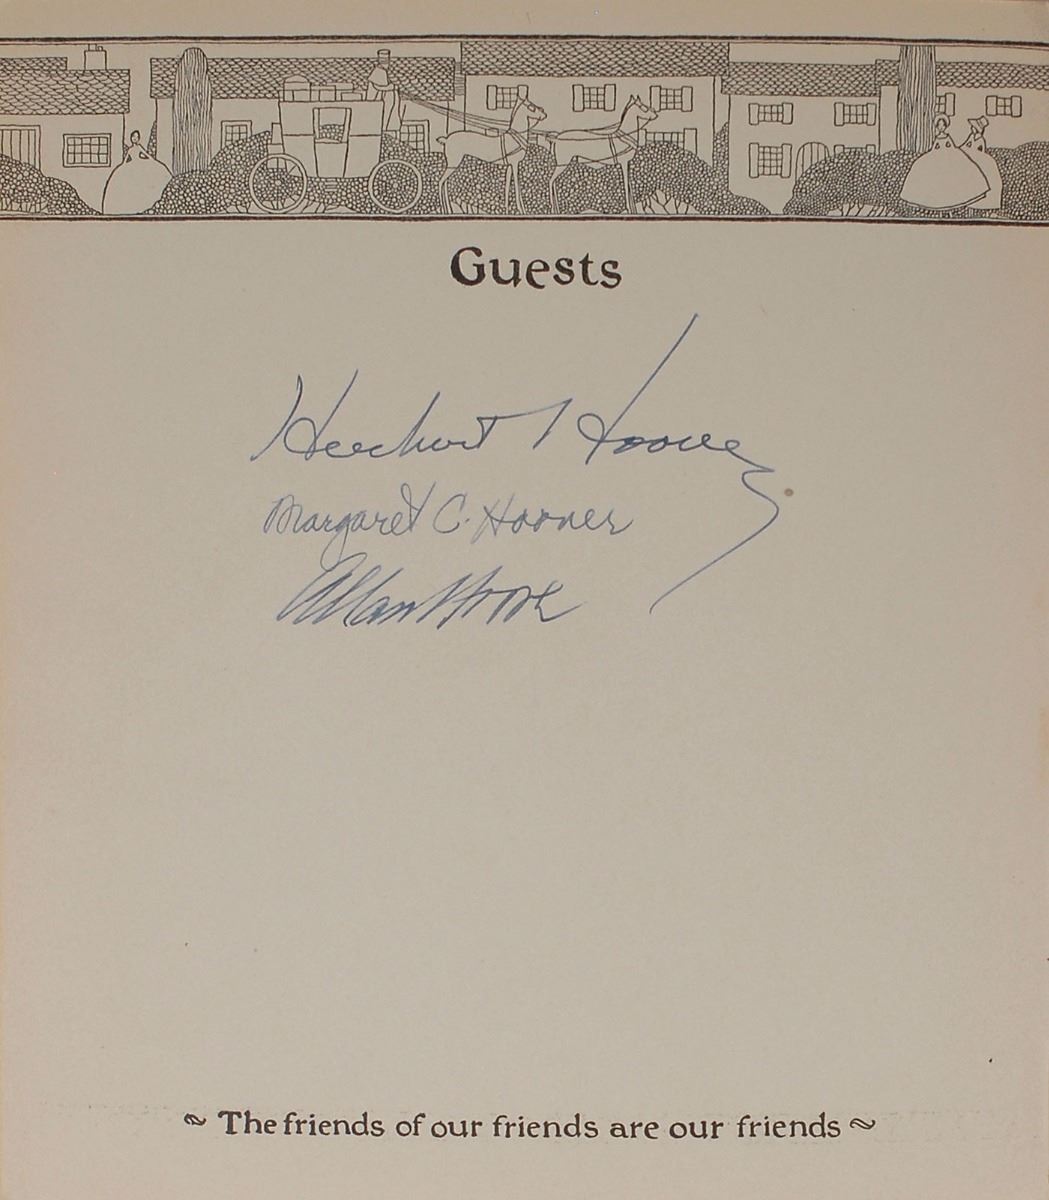 Guests
Herbert Hoover
Margaret C. Hoover
Allan Hoover
~ The friends of our friends are our friends ~